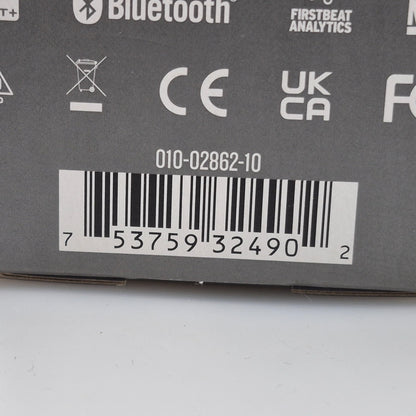 T+
Bluetooth®
FIRSTBEAT
ANALYTICS
CE
UK
CA
010-02862-10
7 53759 32490 2